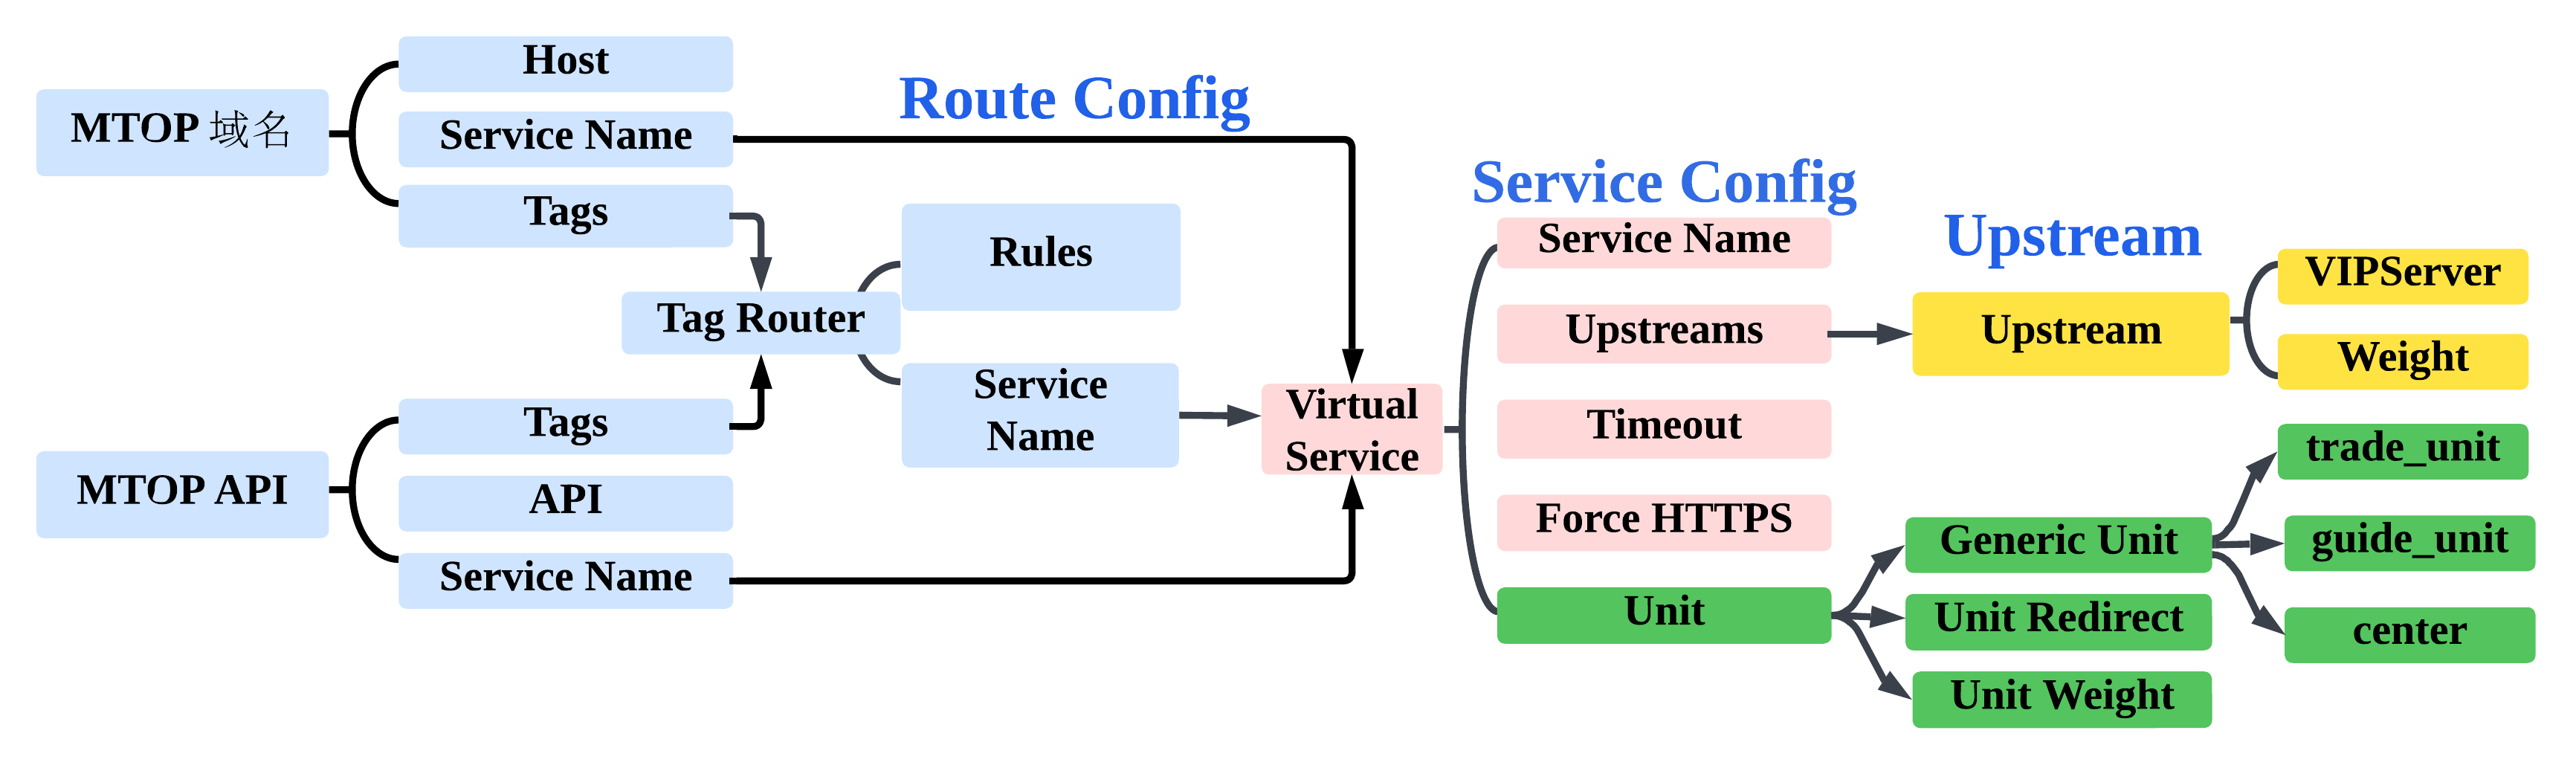 Route Config
Service Config
Upstream
MTOP 域名
Host
Service Name
Tags
Tag Router
Rules
Service
Name
MTOP API
Tags
API
Service Name
Virtual
Service
Service Name
Upstreams
Timeout
Force HTTPS
Unit
Upstream
VIPServer
Weight
Generic Unit
Unit Redirect
Unit Weight
trade_unit
guide_unit
center